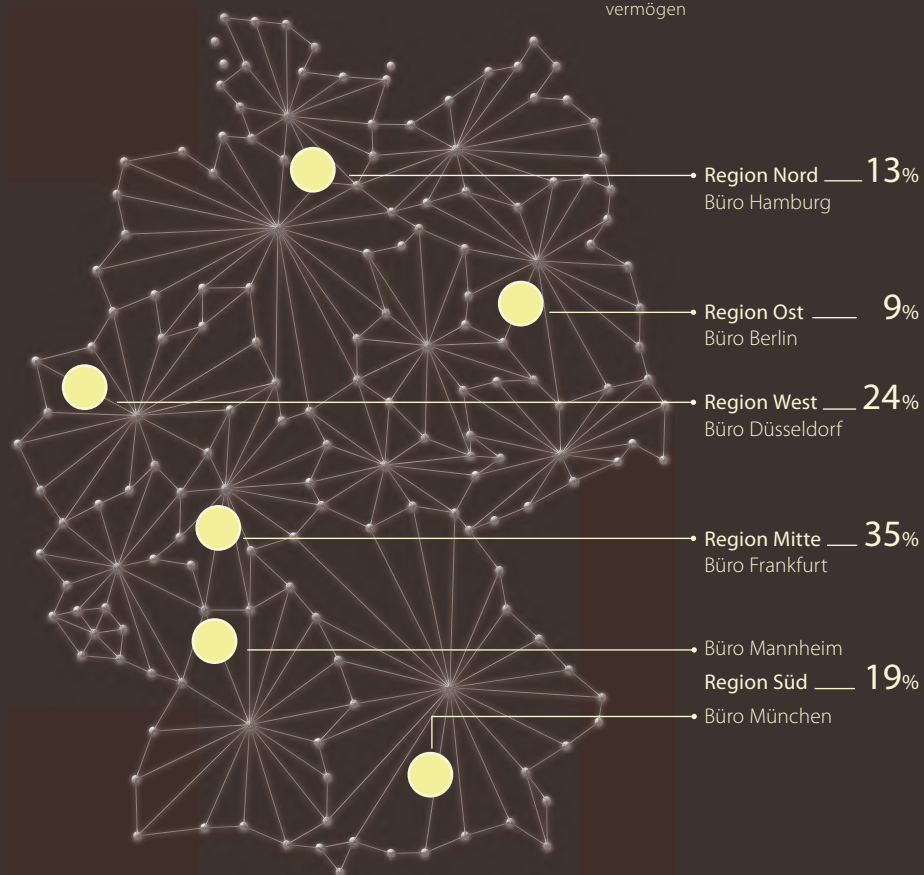 vermögen
Region Nord 13%
Büro Hamburg
Region Ost 9%
Büro Berlin
Region West 24%
Büro Düsseldorf
Region Mitte 35%
Büro Frankfurt
Büro Mannheim
Region Süd 19%
Büro München